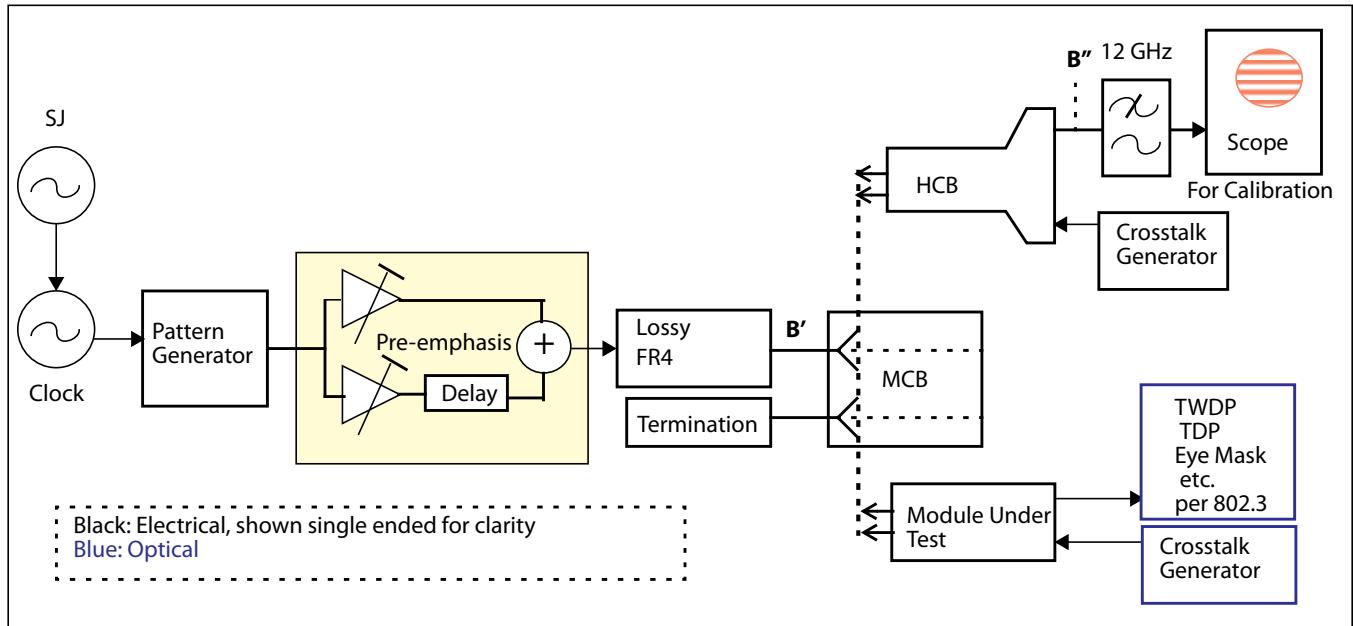 SJ
Clock
Pattern
Generator
Pre-emphasis
+
Delay
Lossy
FR4
Termination
B′
MCB
HCB
B″
12 GHz
Scope
For Calibration
Crosstalk
Generator
Module Under
Test
TWDP
TDP
Eye Mask
etc.
per 802.3
Crosstalk
Generator
Black: Electrical, shown single ended for clarity
Blue: Optical